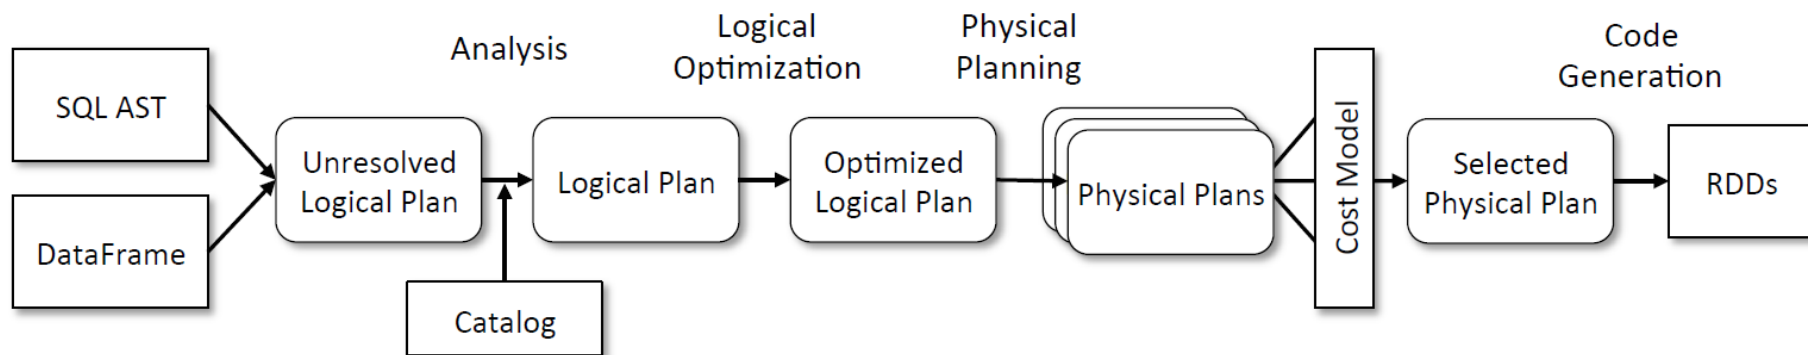 Analysis
Logical
Optimization
Physical
Planning
Code
Generation
SQL AST
DataFrame
Unresolved
Logical Plan
Catalog
Logical Plan
Optimized
Logical Plan
Physical Plans
Cost Model
Selected
Physical Plan
RDDs